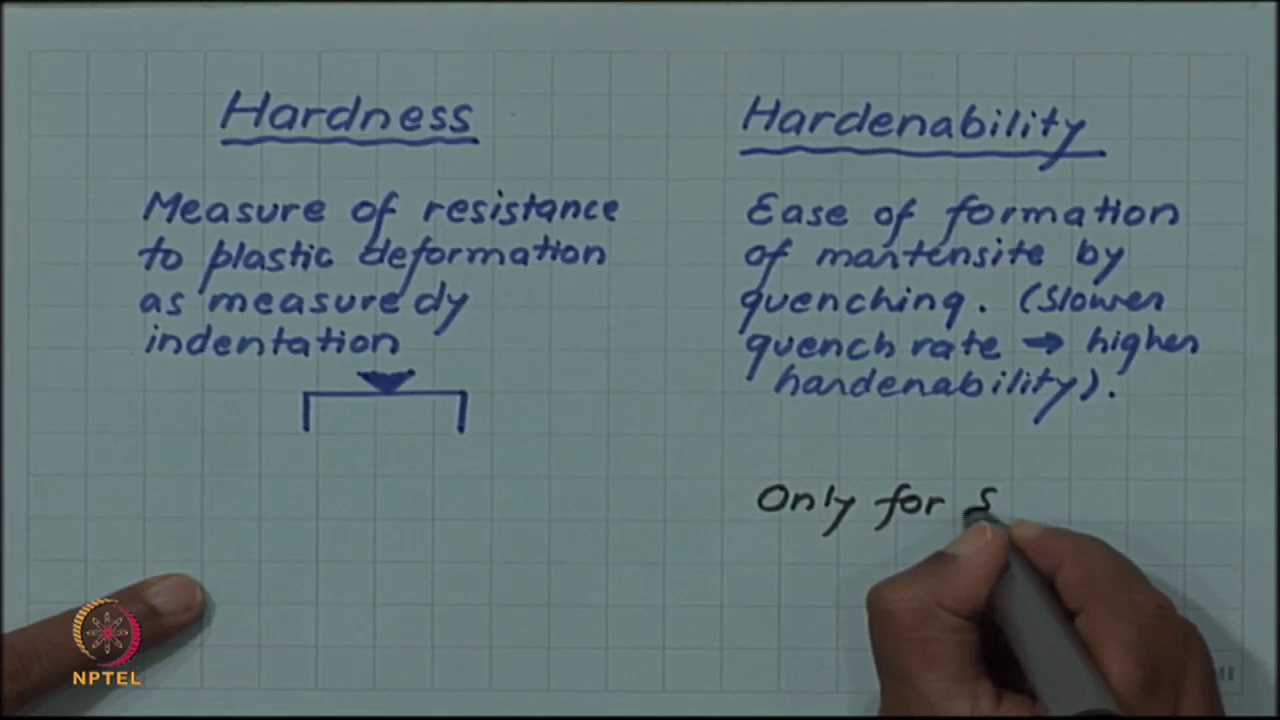 Hardness
Measure of resistance
to plastic deformation
as measured y
indentation
Hardenability
Ease of formation
of martensite by
quenching. (Slower
quench rate → higher
hardenability).
Only for S
NPTEL